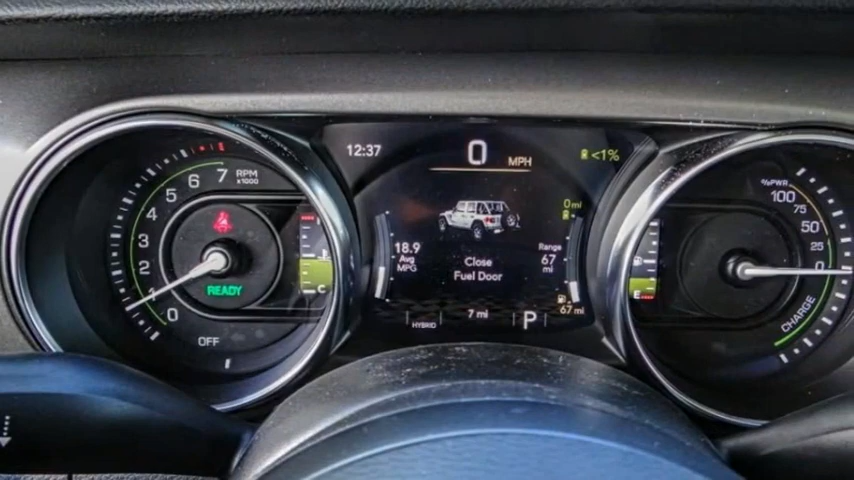 12:37
0 MPH
<1%
7
RPM
x1000
6
5
4
3
2
1
0
OFF
READY
C
18.9
Avg
MPG
Close
Fuel Door
0mi
Range
67
mi
67 mi
HYBRID
7 mi
P
E
%PWR
100
75
50
25
0
CHARGE